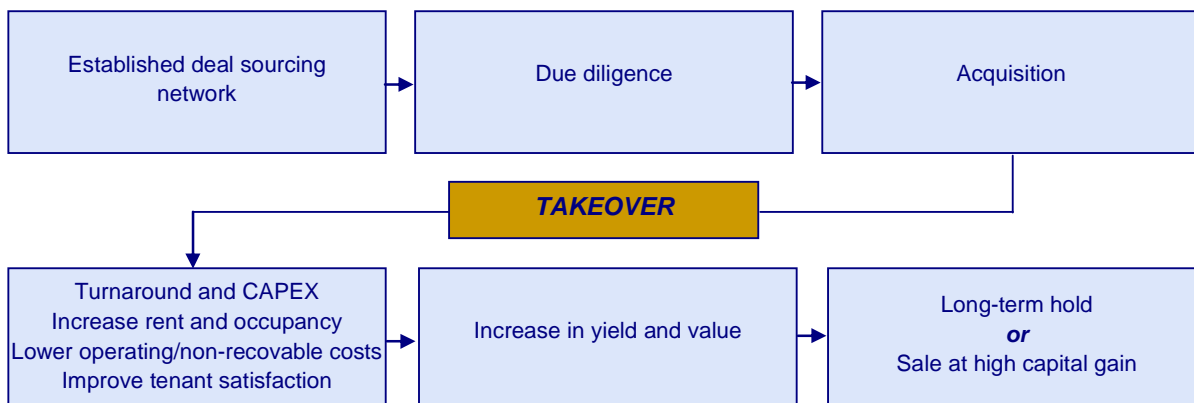 Established deal sourcing
network
Due diligence
Acquisition
TAKEOVER
Turnaround and CAPEX
Increase rent and occupancy
Lower operating/non-recovable costs
Improve tenant satisfaction
Increase in yield and value
Long-term hold
or
Sale at high capital gain